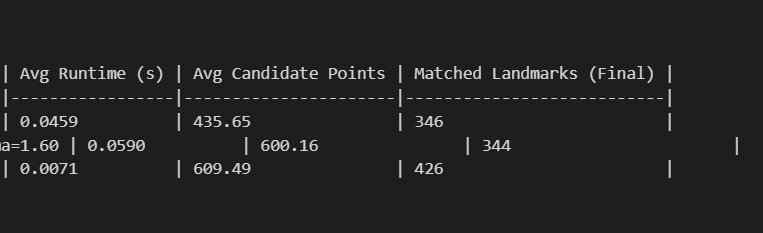 | Avg Runtime (s) | Avg Candidate Points | Matched Landmarks (Final) |
|-----------------|----------------------|---------------------------|
| 0.0459          | 435.65               | 346                       |
a=1.60 | 0.0590          | 600.16               | 344                       |
| 0.0071          | 609.49               | 426                       |